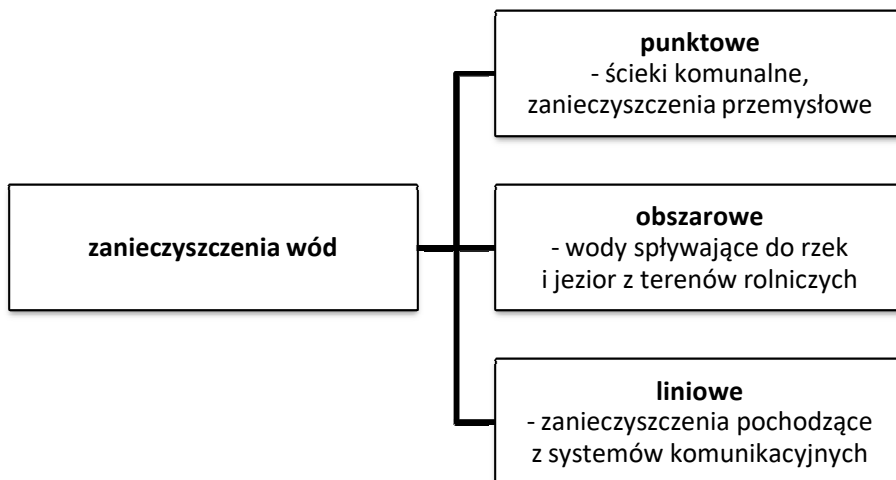 punktowe
- ścieki komunalne,
zanieczyszczenia przemysłowe
zanieczyszczenia wód
obszarowe
- wody spływające do rzek
i jezior z terenów rolniczych
liniowe
- zanieczyszczenia pochodzące
z systemów komunikacyjnych